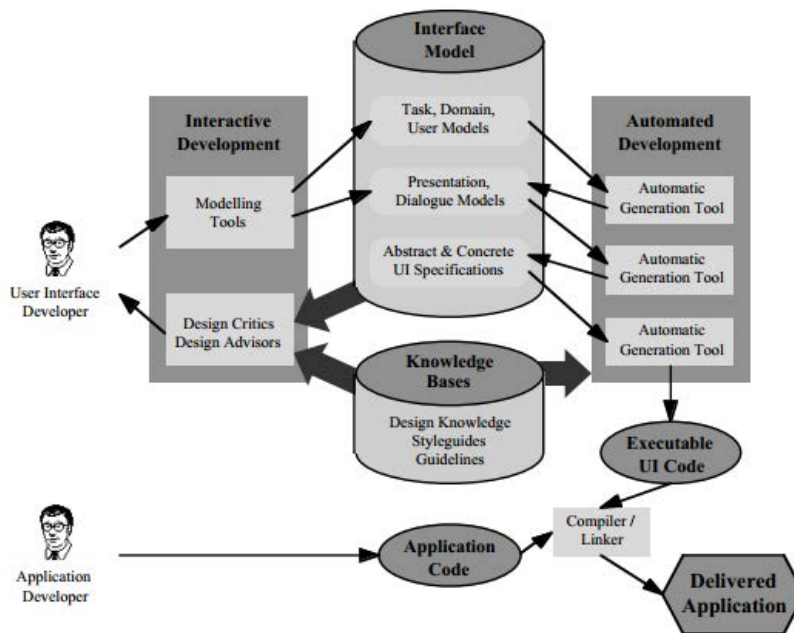 Interface
Model
Interactive
Development
Task, Domain,
User Models
Automated
Development
Modelling
Tools
Presentation,
Dialogue Models
Automatic
Generation Tool
Abstract & Concrete
UI Specifications
Automatic
Generation Tool
User Interface
Developer
Design Critics
Design Advisors
Automatic
Generation Tool
Knowledge
Bases
Design Knowledge
Styleguides
Guidelines
Executable
UI Code
Application
Developer
Application
Code
Compiler /
Linker
Delivered
Application